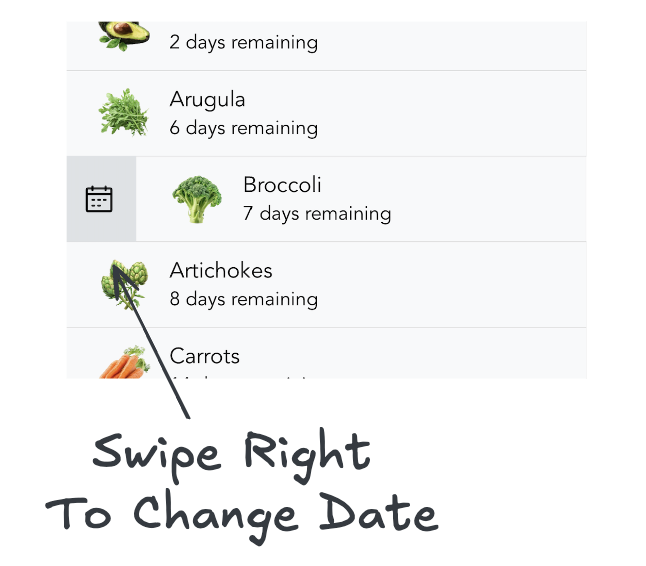 2 days remaining
Arugula
6 days remaining
Broccoli
7 days remaining
Artichokes
8 days remaining
Carrots
Swipe Right
To Change Date